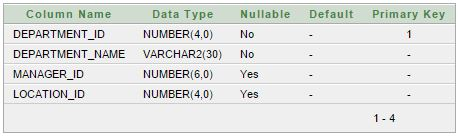 Column Name Data Type Nullable Default Primary Key
DEPARTMENT_ID NUMBER(4,0) No - 1
DEPARTMENT_NAME VARCHAR2(30) No - -
MANAGER_ID NUMBER(6,0) Yes - -
LOCATION_ID NUMBER(4,0) Yes - -
1 - 4